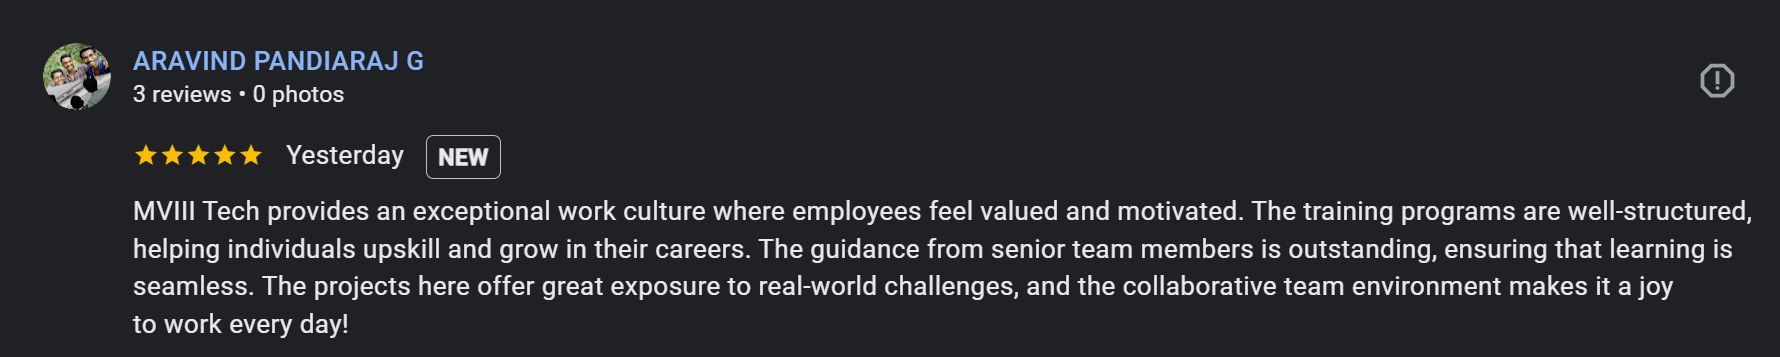 ARAVIND PANDIARAJ G
3 reviews • 0 photos
Yesterday NEW
MVIII Tech provides an exceptional work culture where employees feel valued and motivated. The training programs are well-structured,
helping individuals upskill and grow in their careers. The guidance from senior team members is outstanding, ensuring that learning is
seamless. The projects here offer great exposure to real-world challenges, and the collaborative team environment makes it a joy
to work every day!